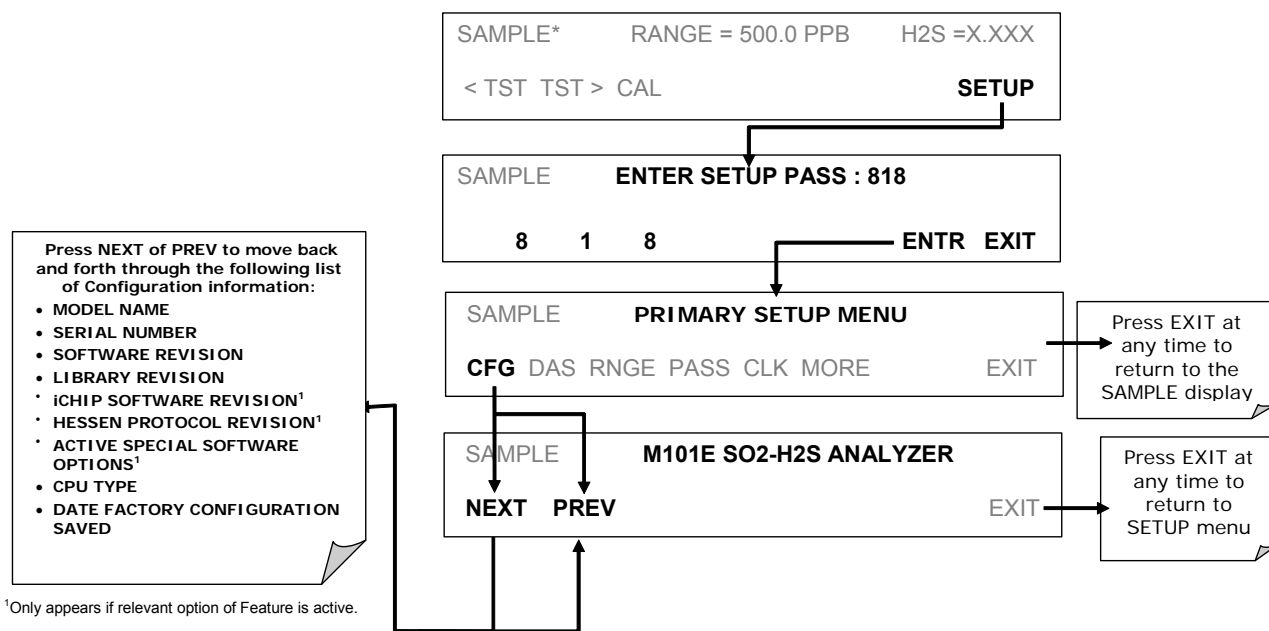 SAMPLE* RANGE = 500.0 PPB H2S =X.XXX
< TST TST > CAL SETUP
SAMPLE ENTER SETUP PASS : 818
8 1 8 ENTR EXIT
Press NEXT of PREV to move back
and forth through the following list
of Configuration information:
• MODEL NAME
• SERIAL NUMBER
• SOFTWARE REVISION
• LIBRARY REVISION
• iCHIP SOFTWARE REVISION¹
• HESSEN PROTOCOL REVISION¹
• ACTIVE SPECIAL SOFTWARE
OPTIONS¹
• CPU TYPE
• DATE FACTORY CONFIGURATION
SAVED
¹Only appears if relevant option of Feature is active.
SAMPLE PRIMARY SETUP MENU
CFG DAS RNGE PASS CLK MORE EXIT
Press EXIT at
any time to
return to the
SAMPLE display
SAMPLE M101E SO2-H2S ANALYZER
NEXT PREV EXIT
Press EXIT at
any time to
return to
SETUP menu